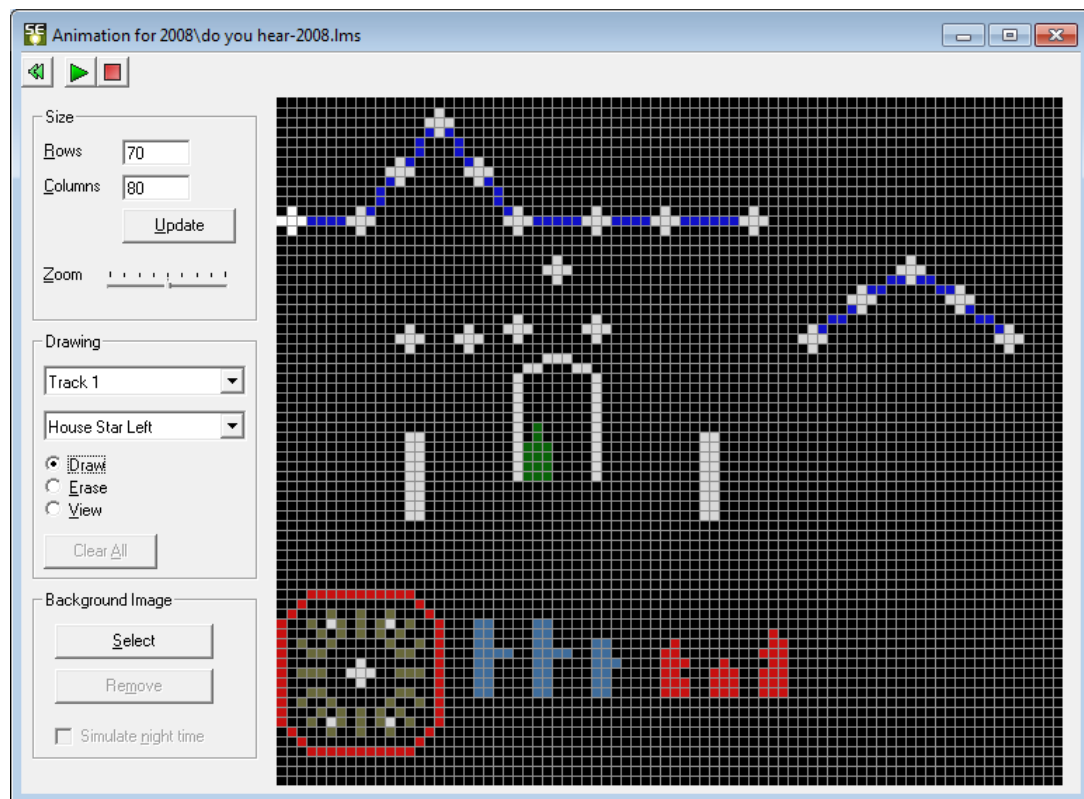 SE
Animation for 2008\do you hear-2008.lms
Size
Rows 70
Columns 80
Update
Zoom
Drawing
Track 1
House Star Left
Draw
Erase
View
Clear All
Background Image
Select
Remove
Simulate night time